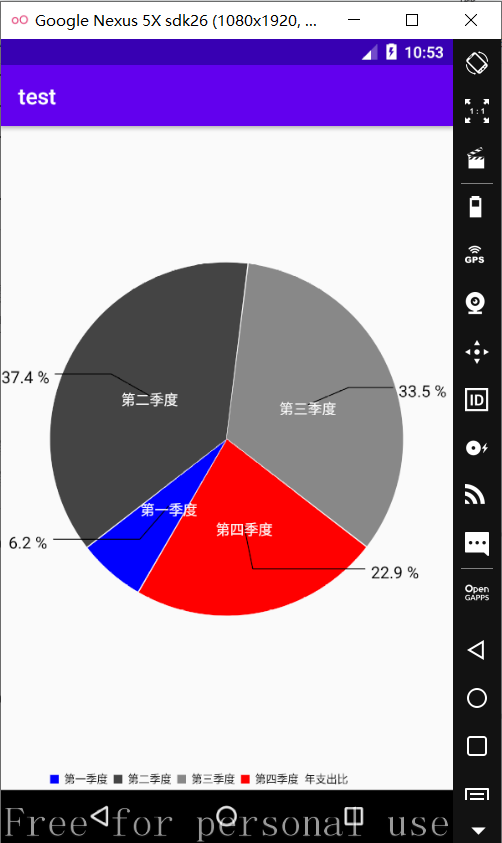 Google Nexus 5X sdk26 (1080x1920, ...
10:53
test
1:1
GPS
37.4 %
第二季度
33.5 %
第三季度
第一季度
6.2 %
第四季度
22.9 %
ID
Open
GAPPS
第一季度 第二季度 第三季度 第四季度 年支出比
Free for personal use